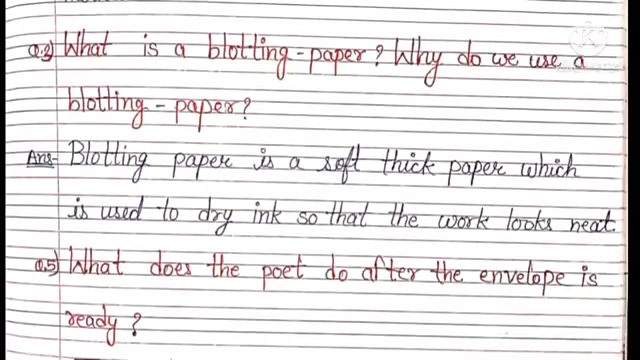 Q.2) What is a blotting-paper? Why do we use a
blotting-paper?
Ans- Blotting paper is a soft thick paper which
is used to dry ink so that the work looks neat.
Q.5) What does the poet do after the envelope is
ready?